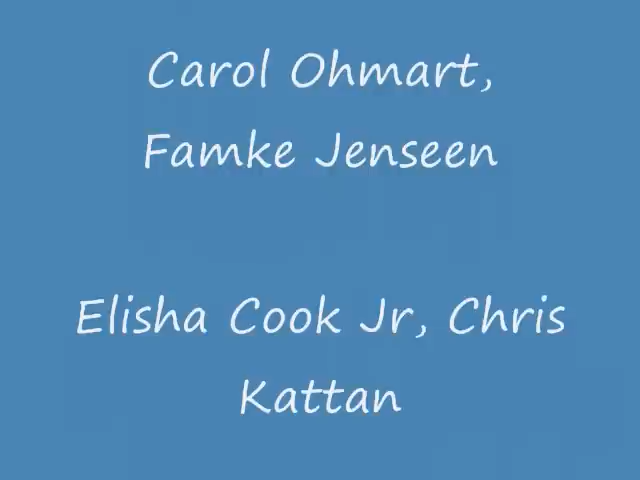 Carol Ohmart,
Famke Jenseen
Elisha Cook Jr, Chris
Kattan